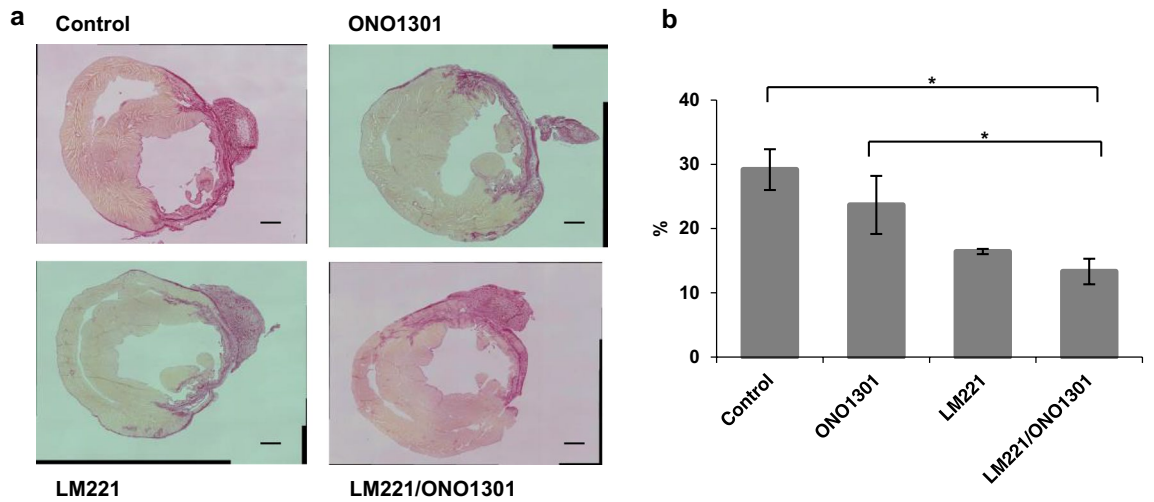 a
Control
ONO1301
LM221
LM221/ONO1301
b
*
*
40
30
20
10
0
%
Control
ONO1301
LM221
LM221/ONO1301